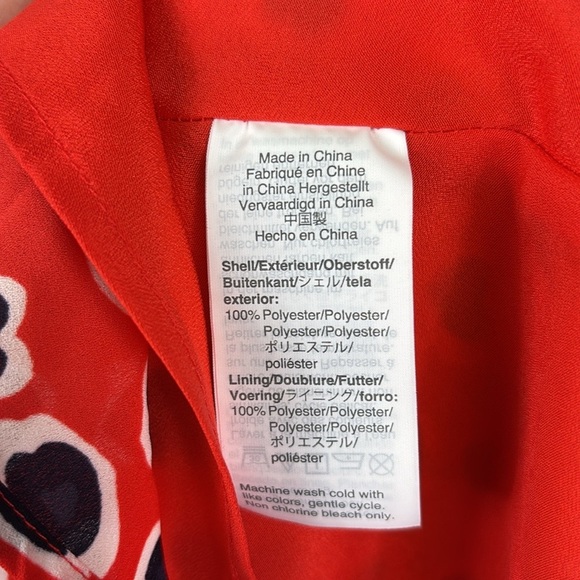 Made in China
Fabriqué en Chine
in China Hergestellt
Vervaardigd in China
中国製
Hecho en China
Shell/Extérieur/Oberstoff/
Buitenkant/シェル/tela
exterior:
100% Polyester/Polyester/
Polyester/Polyester/
ポリエステル/
poliéster
Lining/Doublure/Futter/
Voering/ライニング/forro:
100% Polyester/Polyester/
Polyester/Polyester/
ポリエステル/
poliéster
Machine wash cold with
like colors, gentle cycle.
Non chlorine bleach only.